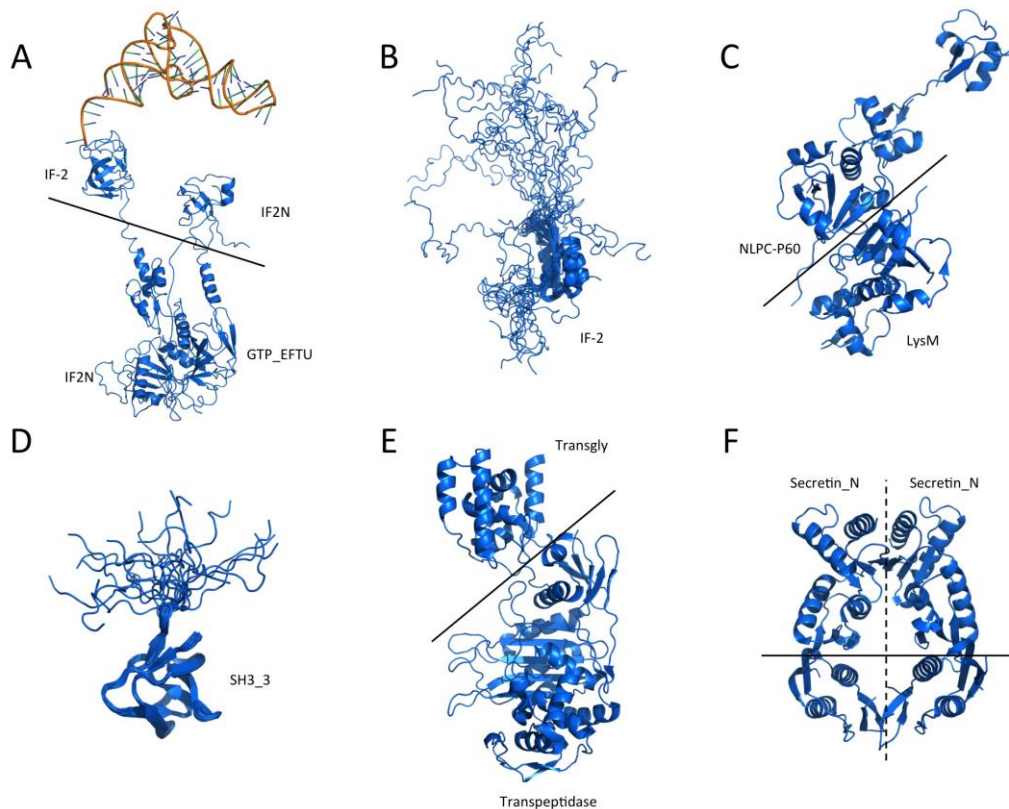 A
IF-2
IF2N
GTP_EFTU
IF2N
B
IF-2
C
NLPC-P60
LysM
D
SH3_3
E
Transgly
Transpeptidase
F
Secretin_N Secretin_N